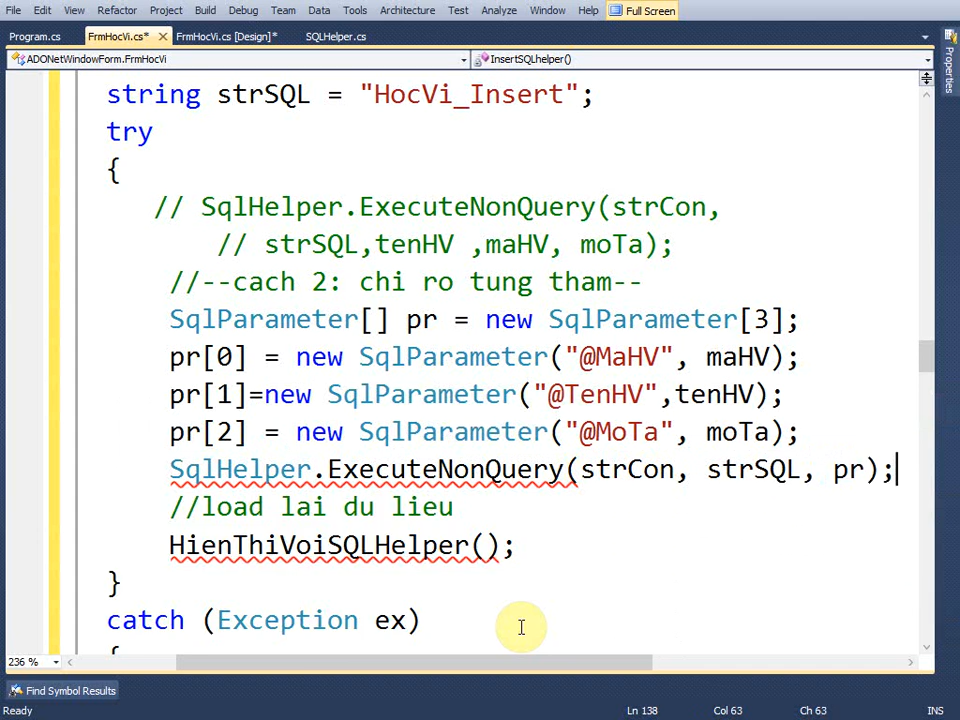 File Edit View Refactor Project Build Debug Team Data Tools Architecture Test Analyze Window Help Full Screen
Program.cs FrmHocVi.cs* FrmHocVi.cs [Design]* SQLHelper.cs
ADONetWindowForm.FrmHocVi InsertSQLhelper()
Properties
string strSQL = "HocVi_Insert";
try
{
// SqlHelper.ExecuteNonQuery(strCon,
// strSQL,tenHV ,maHV, moTa);
//--cach 2: chi ro tung tham--
SqlParameter[] pr = new SqlParameter[3];
pr[0] = new SqlParameter("@MaHV", maHV);
pr[1]=new SqlParameter("@TenHV",tenHV);
pr[2] = new SqlParameter("@MoTa", moTa);
SqlHelper.ExecuteNonQuery(strCon, strSQL, pr);
//load lai du lieu
HienThiVoiSQLHelper();
}
catch (Exception ex)
{
236 %
Find Symbol Results
Ready Ln 138 Col 63 Ch 63 INS